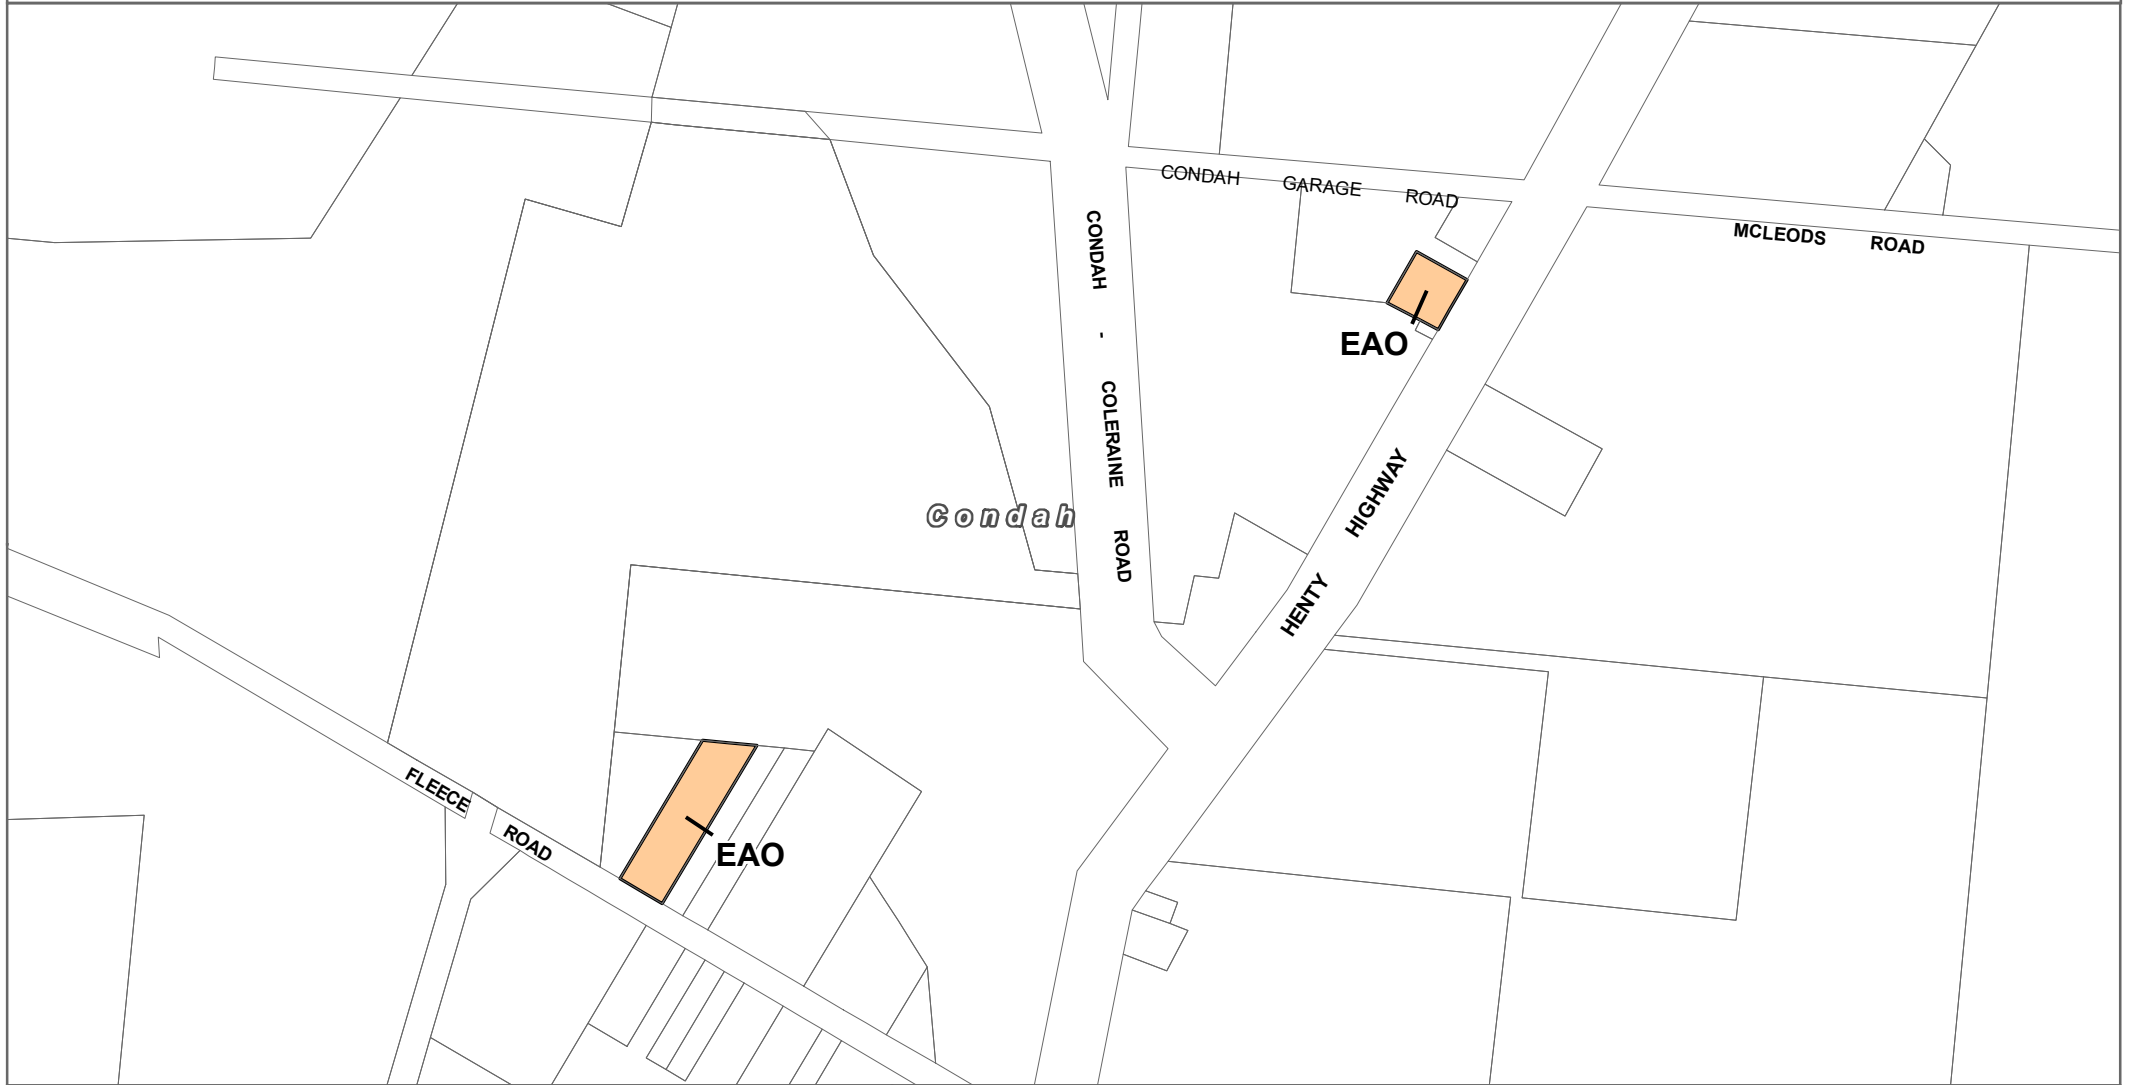 CONDAH GARAGE ROAD
MCLEODS ROAD
CONDAH - COLERAINE ROAD
EAO
HENTY HIGHWAY
Condah
FLEECE ROAD
EAO